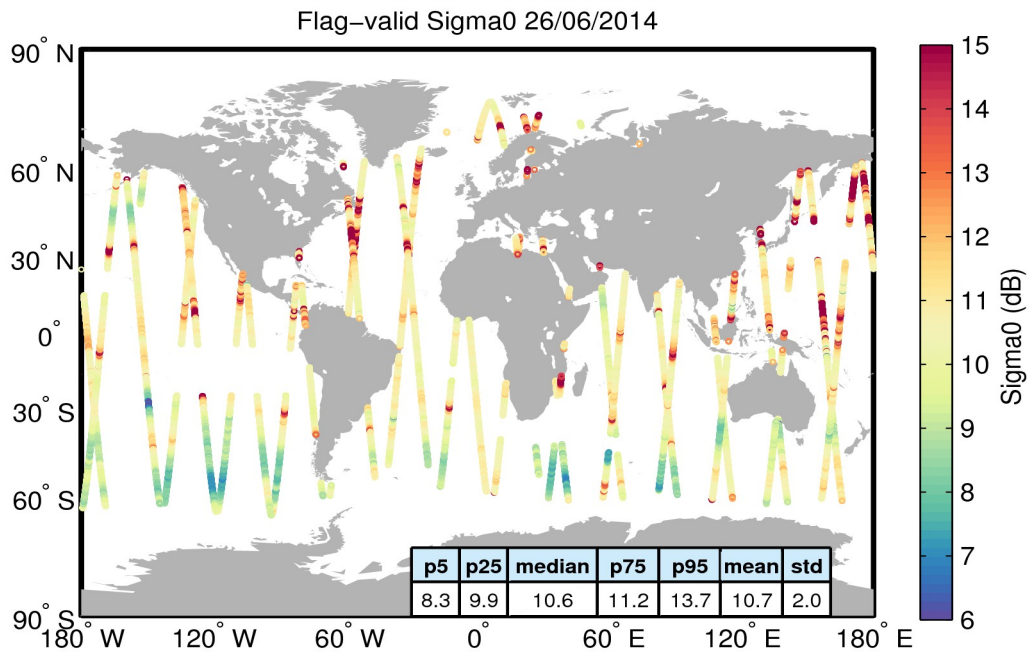 Flag−valid Sigma0 26/06/2014
90° N
60° N
30° N
0°
30° S
60° S
90° S
180° W
120° W
60° W
0°
60° E
120° E
180° E
p5 p25 median p75 p95 mean std
8.3 9.9 10.6 11.2 13.7 10.7 2.0
15
14
13
12
11
10
9
8
7
6
Sigma0 (dB)